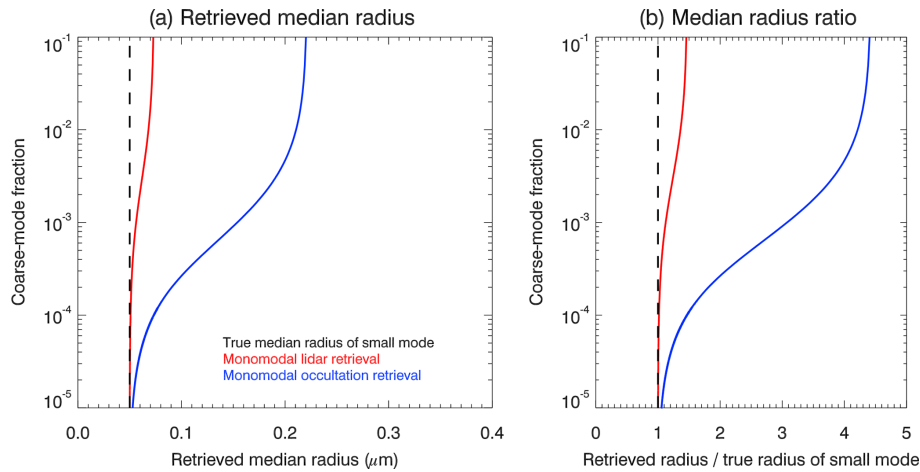 (a) Retrieved median radius
Coarse-mode fraction
10⁻¹
10⁻²
10⁻³
10⁻⁴
10⁻⁵
True median radius of small mode
Monomodal lidar retrieval
Monomodal occultation retrieval
0.0 0.1 0.2 0.3 0.4
Retrieved median radius (μm)
(b) Median radius ratio
Coarse-mode fraction
10⁻¹
10⁻²
10⁻³
10⁻⁴
10⁻⁵
0 1 2 3 4 5
Retrieved radius / true radius of small mode